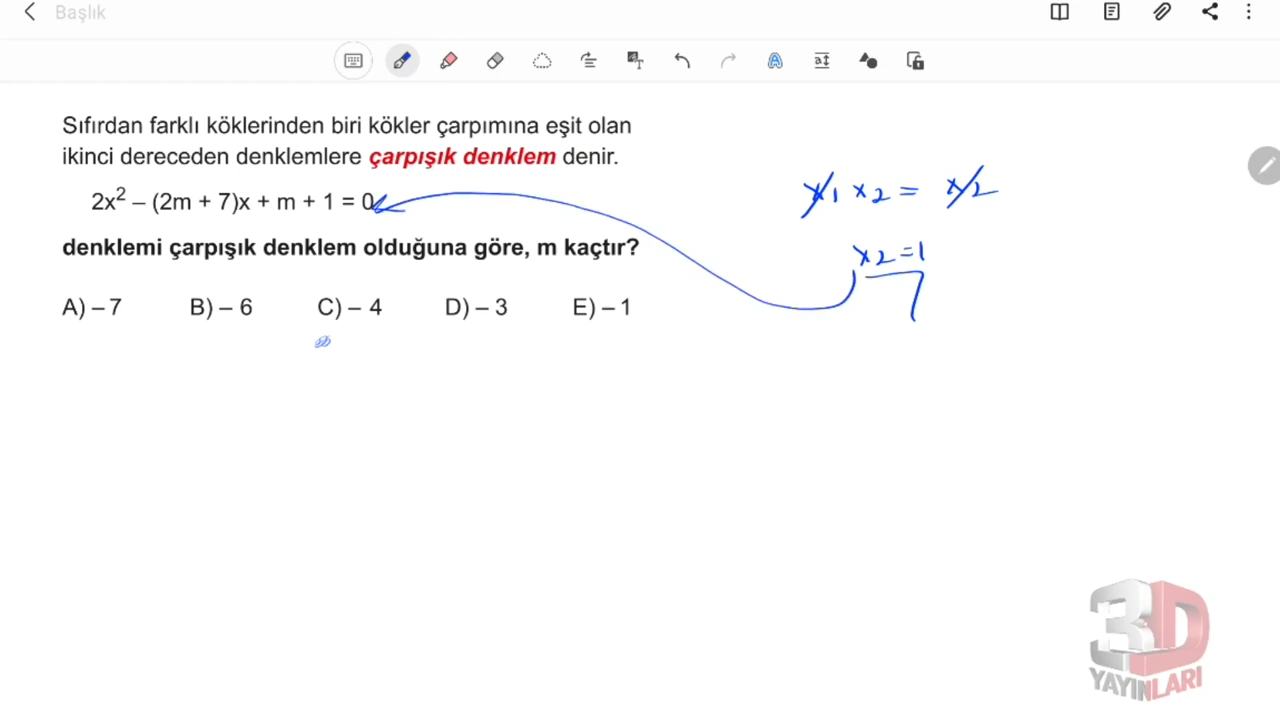 Başlık
Sıfırdan farklı köklerinden biri kökler çarpımına eşit olan
ikinci dereceden denklemlere çarpışık denklem denir.
2x² – (2m + 7)x + m + 1 = 0
denklemi çarpışık denklem olduğuna göre, m kaçtır?
A) – 7 B) – 6 C) – 4 D) – 3 E) – 1
x1 x2 = x2
x2 = 1
3D
YAYINLARI